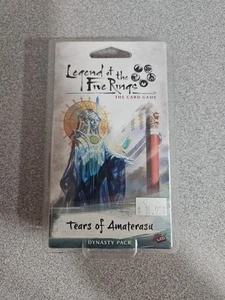 Legend of the
Five Rings
THE CARD GAME
Tears of Amaterasu
DYNASTY PACK